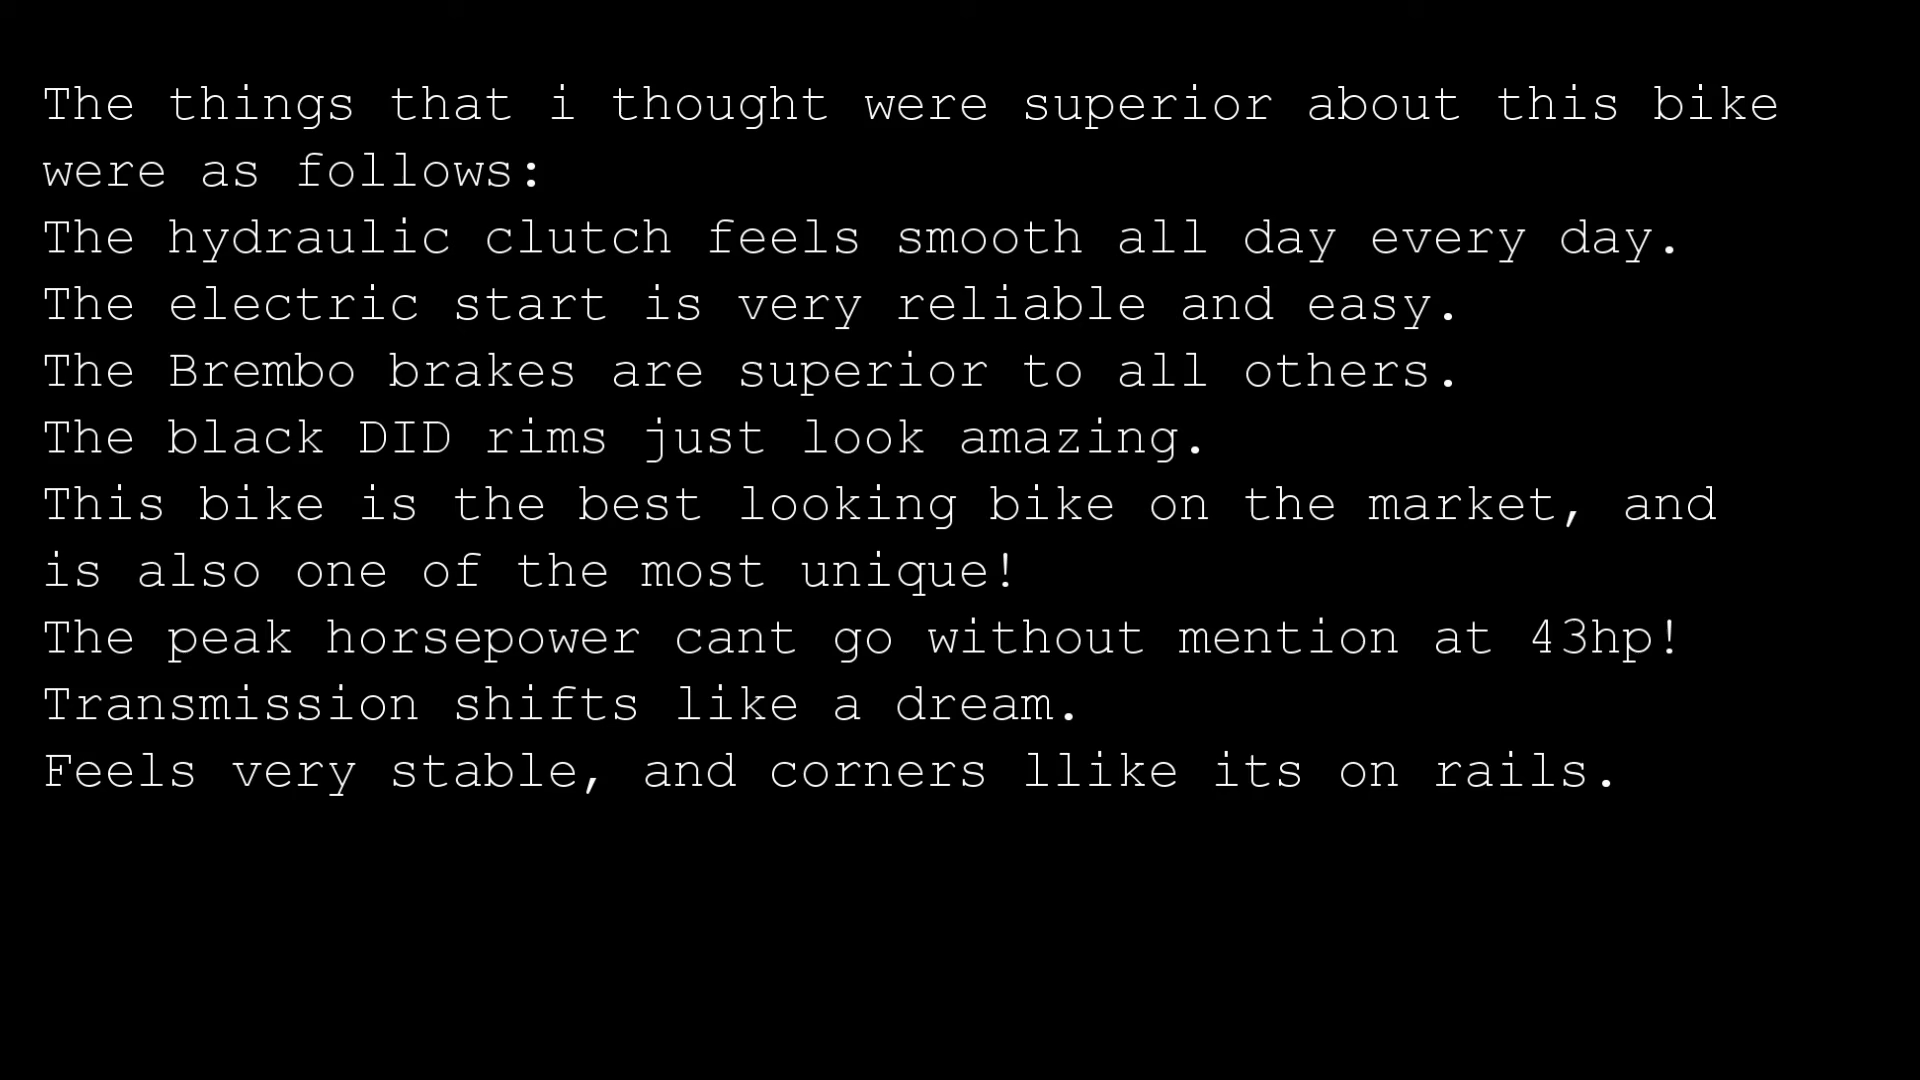 The things that i thought were superior about this bike
were as follows:
The hydraulic clutch feels smooth all day every day.
The electric start is very reliable and easy.
The Brembo brakes are superior to all others.
The black DID rims just look amazing.
This bike is the best looking bike on the market, and
is also one of the most unique!
The peak horsepower cant go without mention at 43hp!
Transmission shifts like a dream.
Feels very stable, and corners llike its on rails.